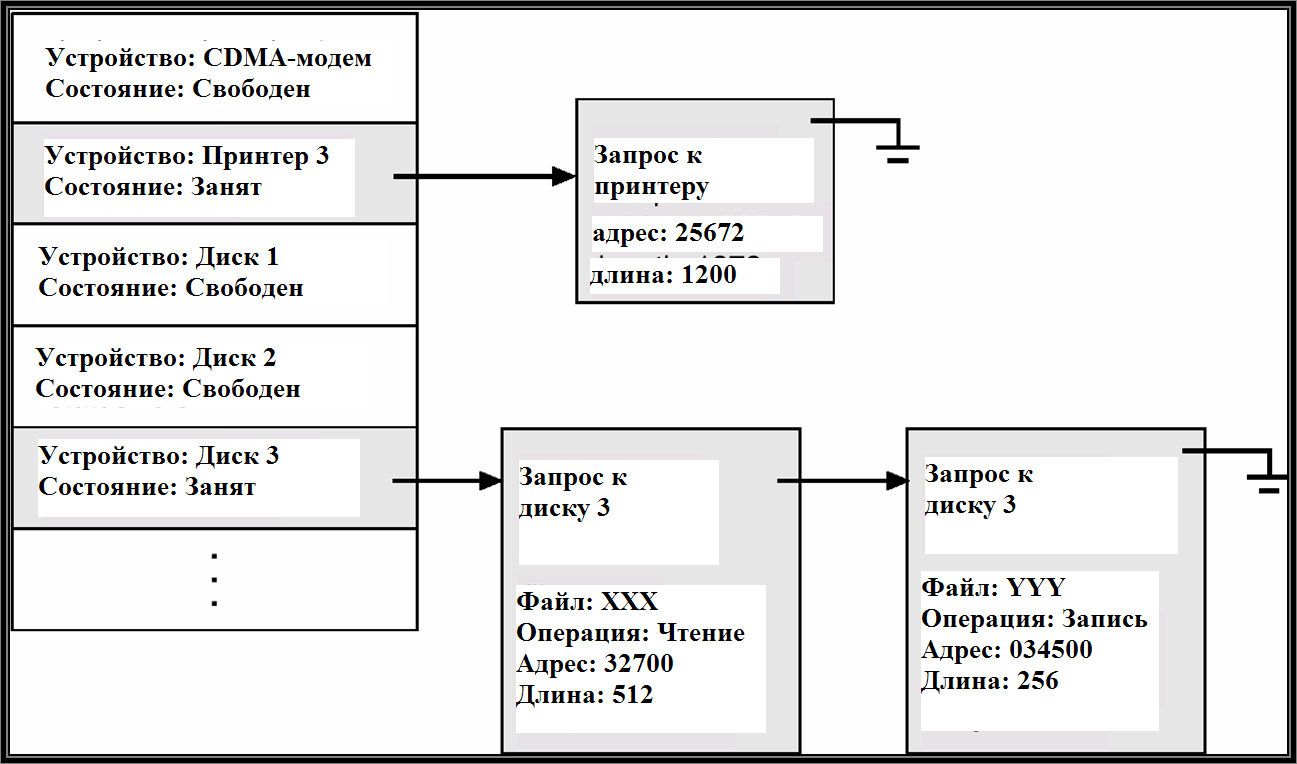 Устройство: CDMA-модем
Состояние: Свободен
Устройство: Принтер 3
Состояние: Занят
Устройство: Диск 1
Состояние: Свободен
Устройство: Диск 2
Состояние: Свободен
Устройство: Диск 3
Состояние: Занят
Запрос к
принтеру
адрес: 25672
длина: 1200
Запрос к
диску 3
Файл: XXX
Операция: Чтение
Адрес: 32700
Длина: 512
Запрос к
диску 3
Файл: YYY
Операция: Запись
Адрес: 034500
Длина: 256